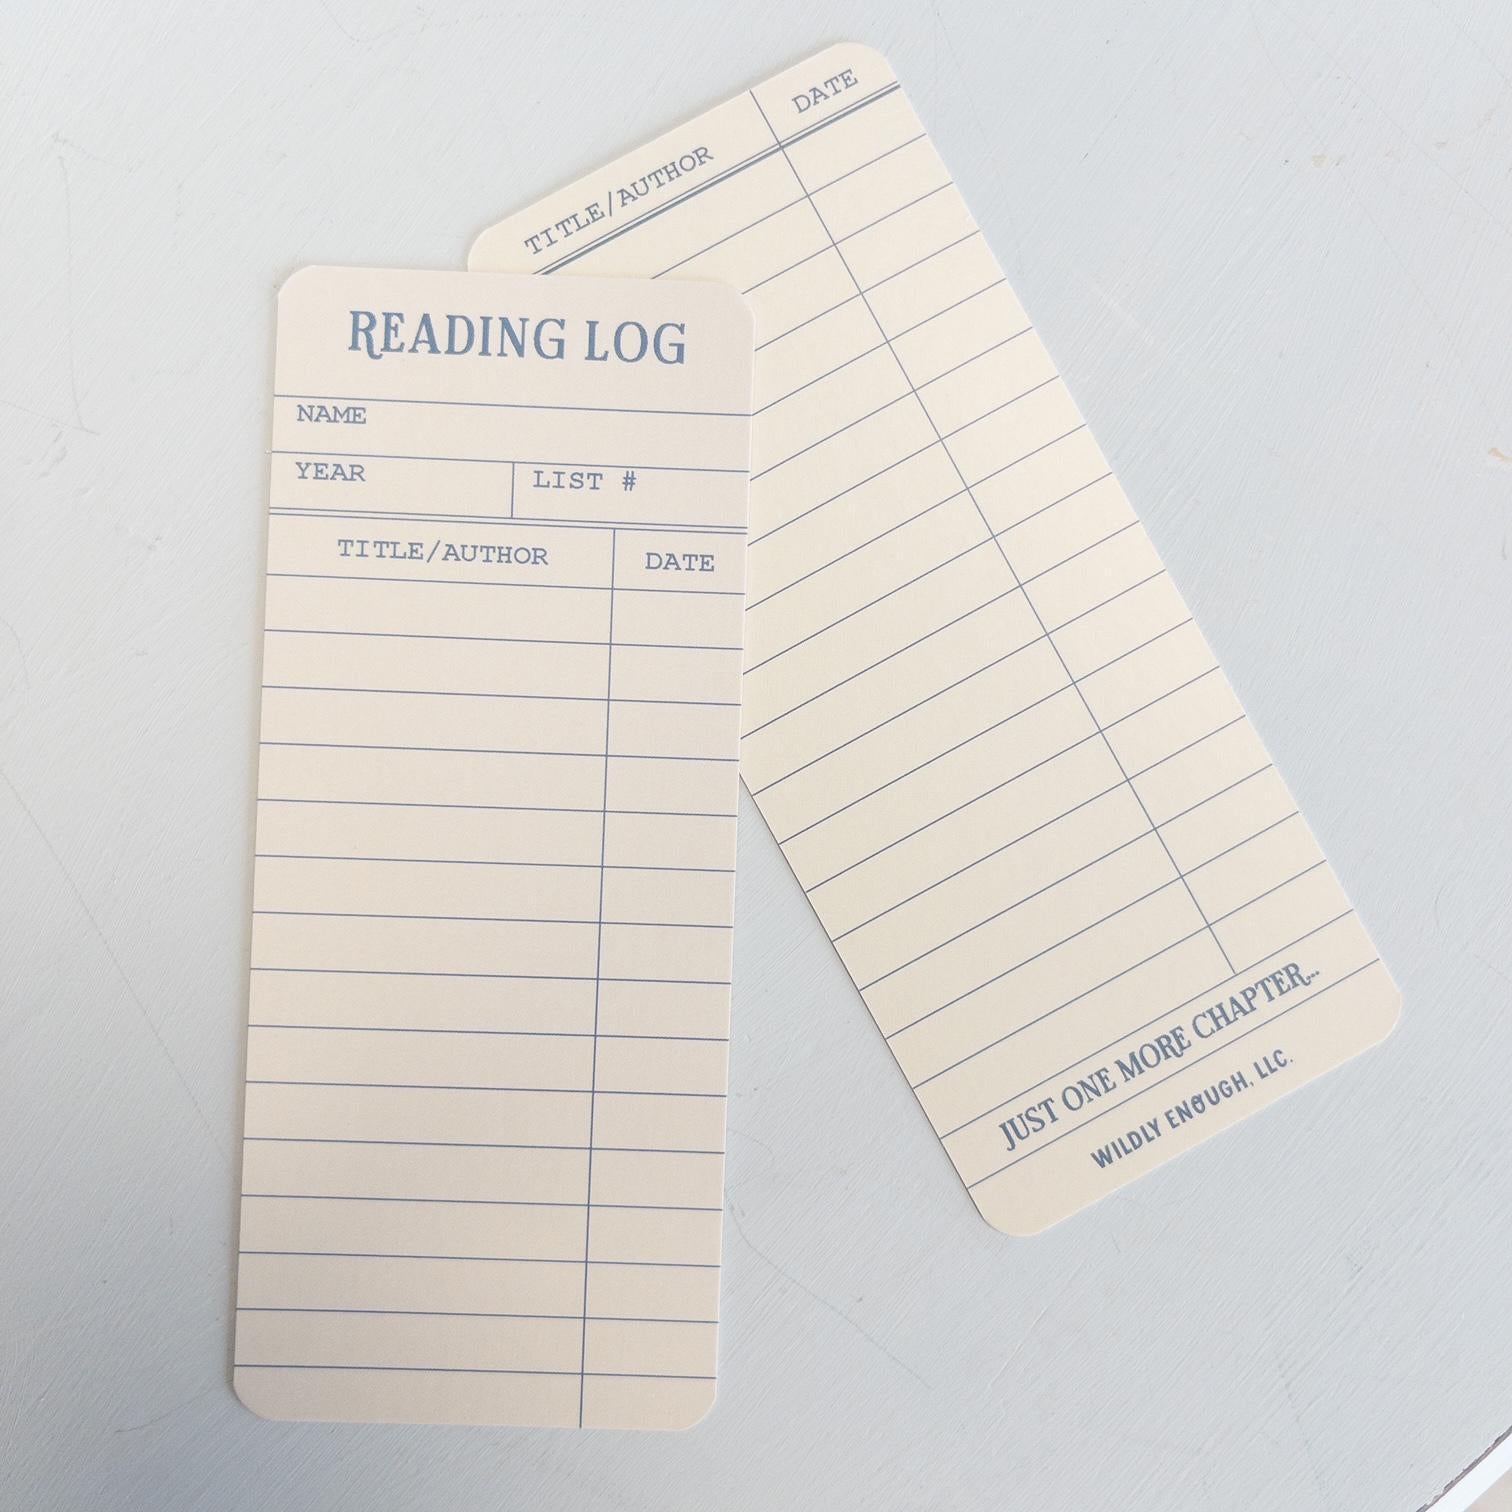 READING LOG
NAME
YEAR LIST #
TITLE/AUTHOR DATE
TITLE/AUTHOR DATE
JUST ONE MORE CHAPTER...
WILDLY ENOUGH, LLC.